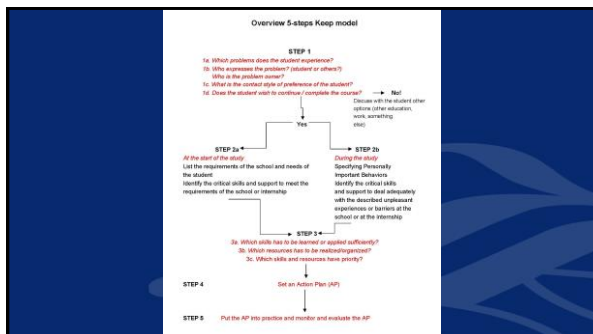 Overview 5-steps Keep model
STEP 1
1a: Which problems does the student experience?
1b: Who expresses the problem? (student or others?)
Who is the problem owner?
1c: What is the contact style of preference of the student?
1d: Does the student wish to continue / complete the course?
No!
Discuss with the student other
options (other education,
work, something
else)
Yes
STEP 2a
At the start of the study
List the requirements of the school and needs of
the student
Identify the critical skills and support to meet the
requirements of the school or internship
STEP 2b
During the study
Specifying Personally
Important Behaviors
Identify the critical skills
and support to deal adequately
with the described unpleasant
experiences or barriers at the
school or at the internship
STEP 3
3a. Which skills has to be learned or applied sufficiently?
3b: Which resources has to be realized/organized?
3c: Which skills and resources have priority?
STEP 4
Set an Action Plan (AP)
STEP 5
Put the AP into practice and monitor and evaluate the AP